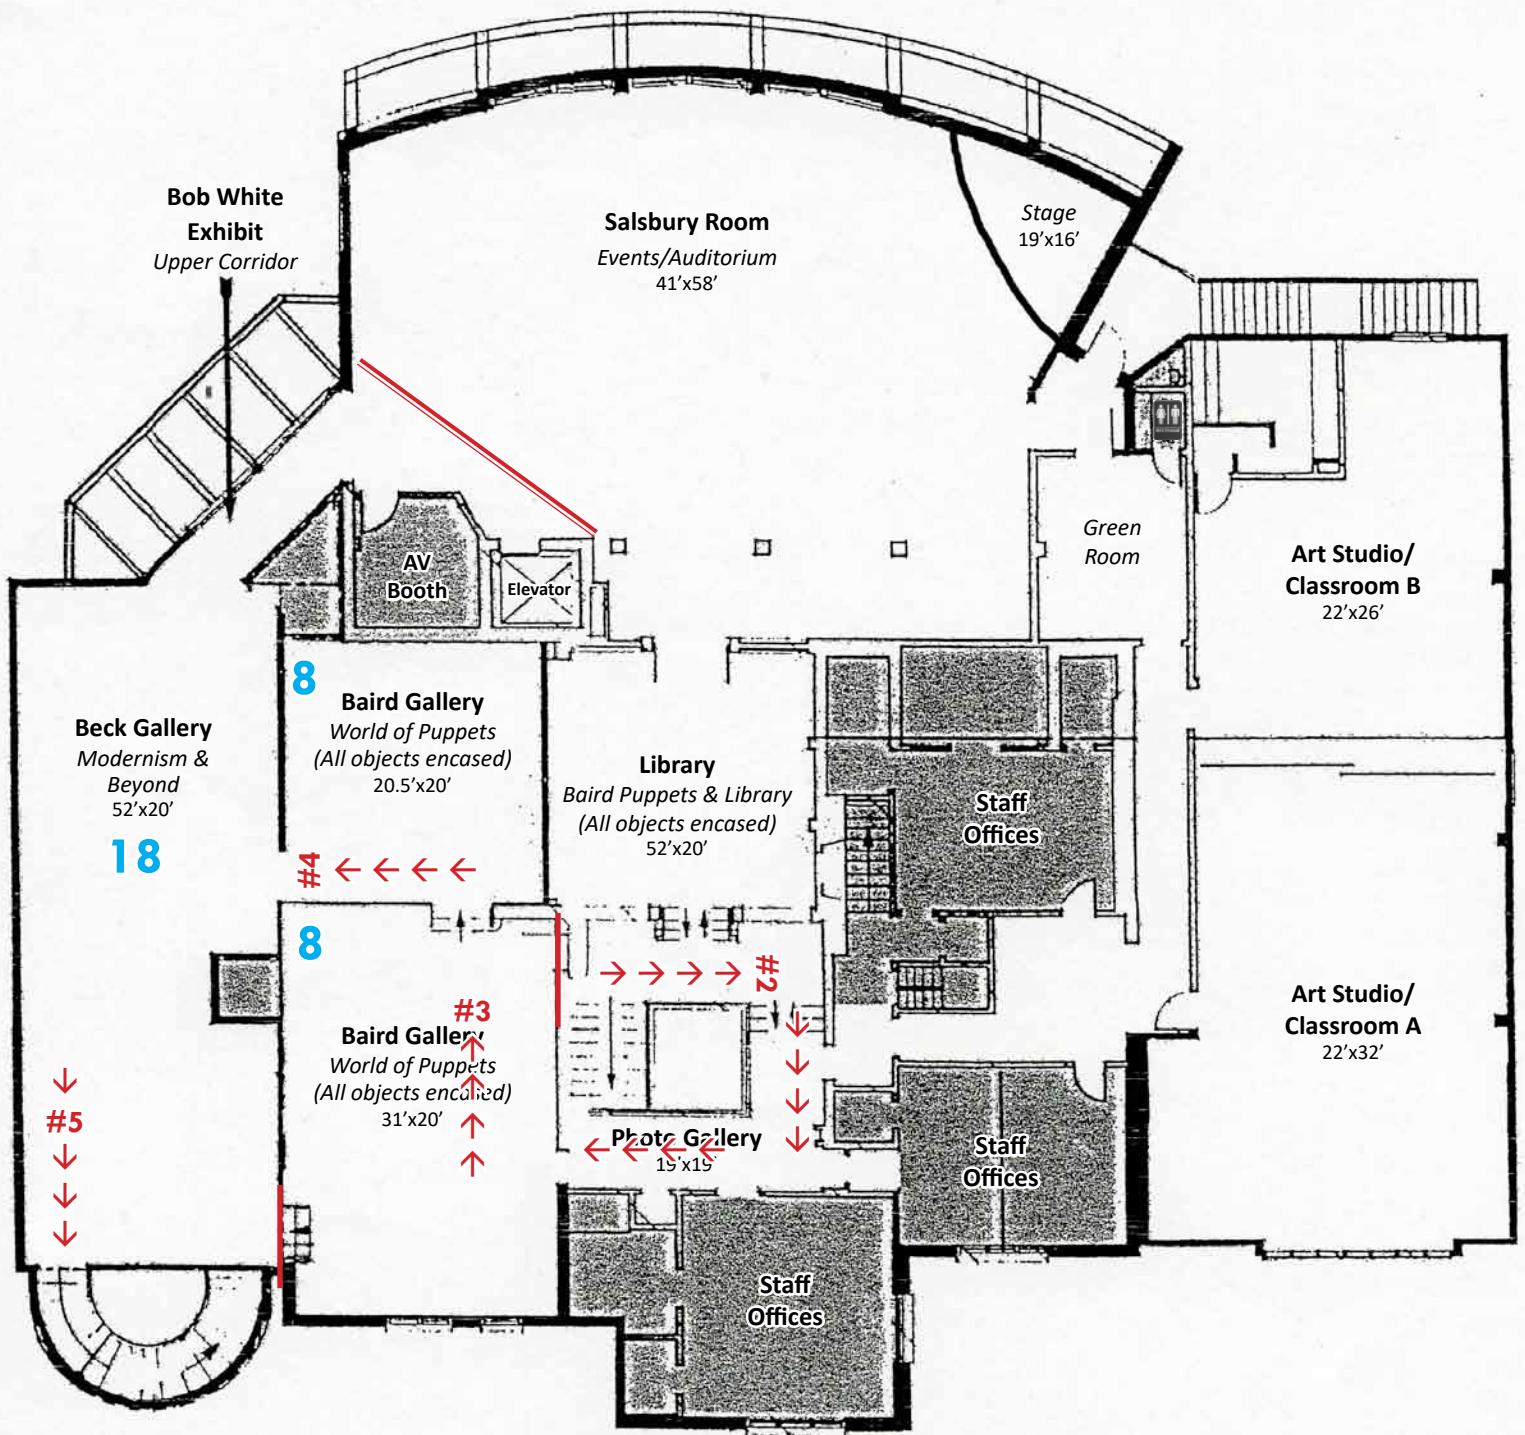 Bob White
Exhibit
Upper Corridor
Salsbury Room
Events/Auditorium
41’x58’
Stage
19’x16’
Green
Room
Art Studio/
Classroom B
22’x26’
AV
Booth
Elevator
8
Baird Gallery
World of Puppets
(All objects encased)
20.5’x20’
Beck Gallery
Modernism &
Beyond
52’x20’
18
Library
Baird Puppets & Library
(All objects encased)
52’x20’
Staff
Offices
#4
8
#2
#3
Baird Gallery
World of Puppets
(All objects encased)
31’x20’
Art Studio/
Classroom A
22’x32’
#5
Photo Gallery
19’x19’
Staff
Offices
Staff
Offices